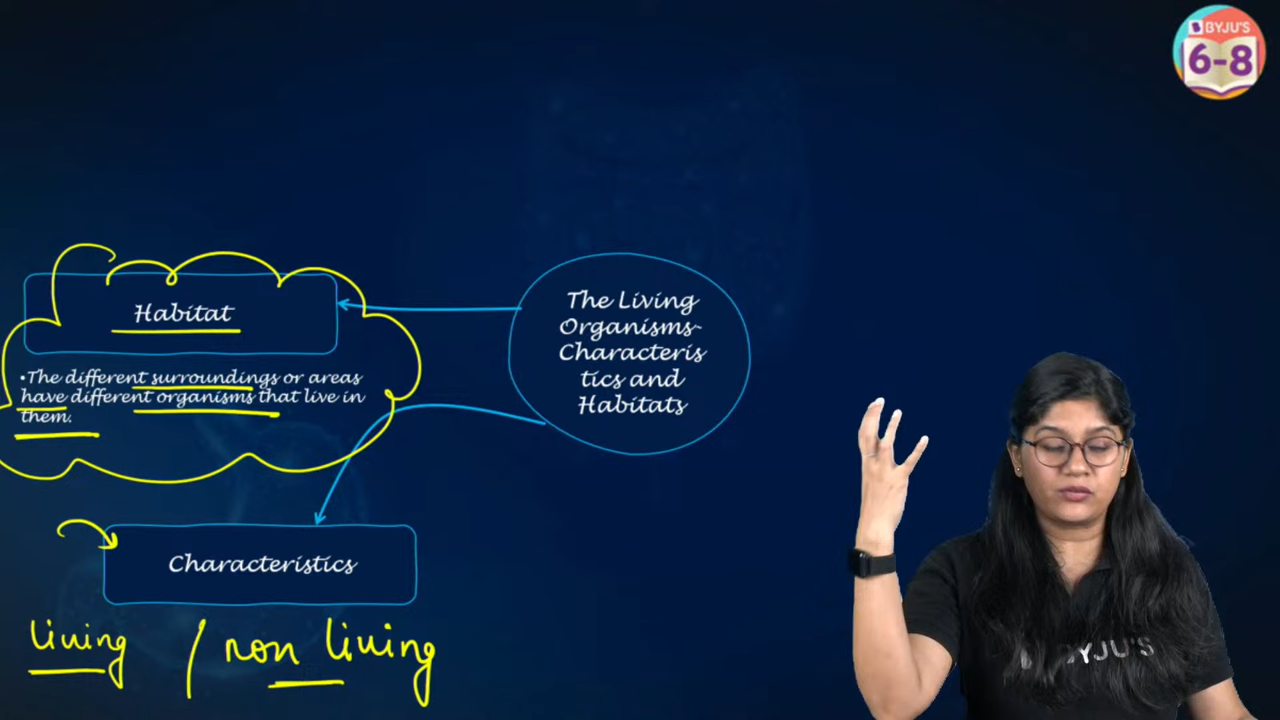 BYJU'S
6-8
Habitat
•The different surroundings or areas
have different organisms that live in
them.
The Living
Organisms-
Characteris
tics and
Habitats
Characteristics
living / non living
BYJU'S